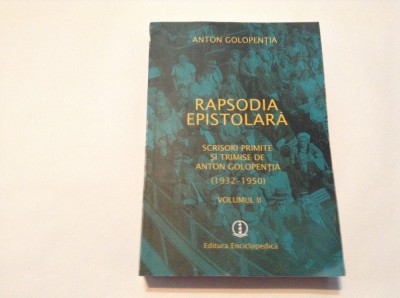 ANTON GOLOPENȚIA
RAPSODIA
EPISTOLARĂ
SCRISORI PRIMITE
ȘI TRIMISE DE
ANTON GOLOPENȚIA
(1932-1950)
VOLUMUL II
Editura Enciclopedică